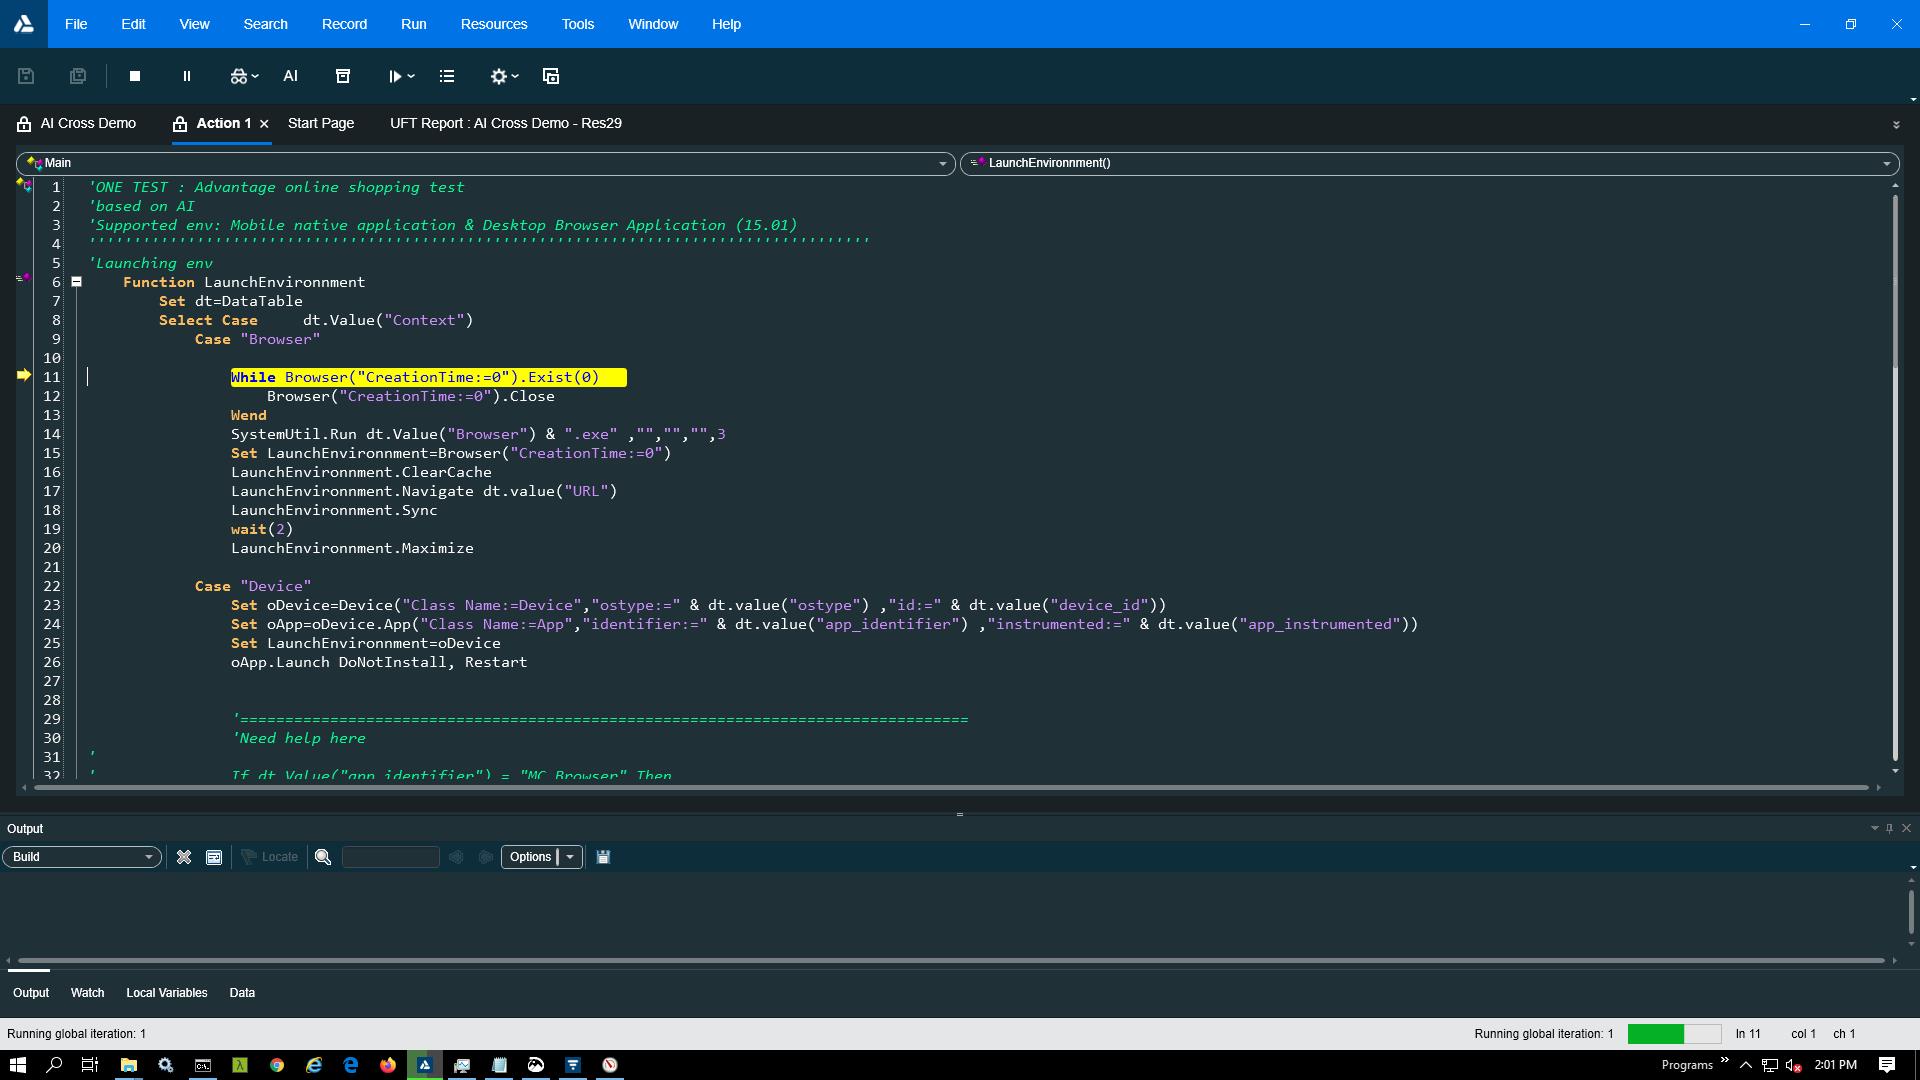 File Edit View Search Record Run Resources Tools Window Help
AI
AI Cross Demo Action 1 × Start Page UFT Report : AI Cross Demo - Res29
Main LaunchEnvironnment()
1 'ONE TEST : Advantage online shopping test
2 'based on AI
3 'Supported env: Mobile native application & Desktop Browser Application (15.01)
4 ''''''''''''''''''''''''''''''''''''''''''''''''''''''''''''''''''''''''''''''''''''''
5 'Launching env
6 Function LaunchEnvironnment
7 Set dt=DataTable
8 Select Case dt.Value("Context")
9 Case "Browser"
10
11 While Browser("CreationTime:=0").Exist(0)
12 Browser("CreationTime:=0").Close
13 Wend
14 SystemUtil.Run dt.Value("Browser") & ".exe" ,"","","",3
15 Set LaunchEnvironnment=Browser("CreationTime:=0")
16 LaunchEnvironnment.ClearCache
17 LaunchEnvironnment.Navigate dt.value("URL")
18 LaunchEnvironnment.Sync
19 wait(2)
20 LaunchEnvironnment.Maximize
21
22 Case "Device"
23 Set oDevice=Device("Class Name:=Device","ostype:=" & dt.value("ostype") ,"id:=" & dt.value("device_id"))
24 Set oApp=oDevice.App("Class Name:=App","identifier:=" & dt.value("app_identifier") ,"instrumented:=" & dt.value("app_instrumented"))
25 Set LaunchEnvironnment=oDevice
26 oApp.Launch DoNotInstall, Restart
27
28
29 '=================================================================================
30 'Need help here
31 '
32 ' If dt.Value("app_identifier") = "MC Browser" Then
Output
Build Locate Options
Output Watch Local Variables Data
Running global iteration: 1 Running global iteration: 1 ln 11 col 1 ch 1
Programs » 2:01 PM